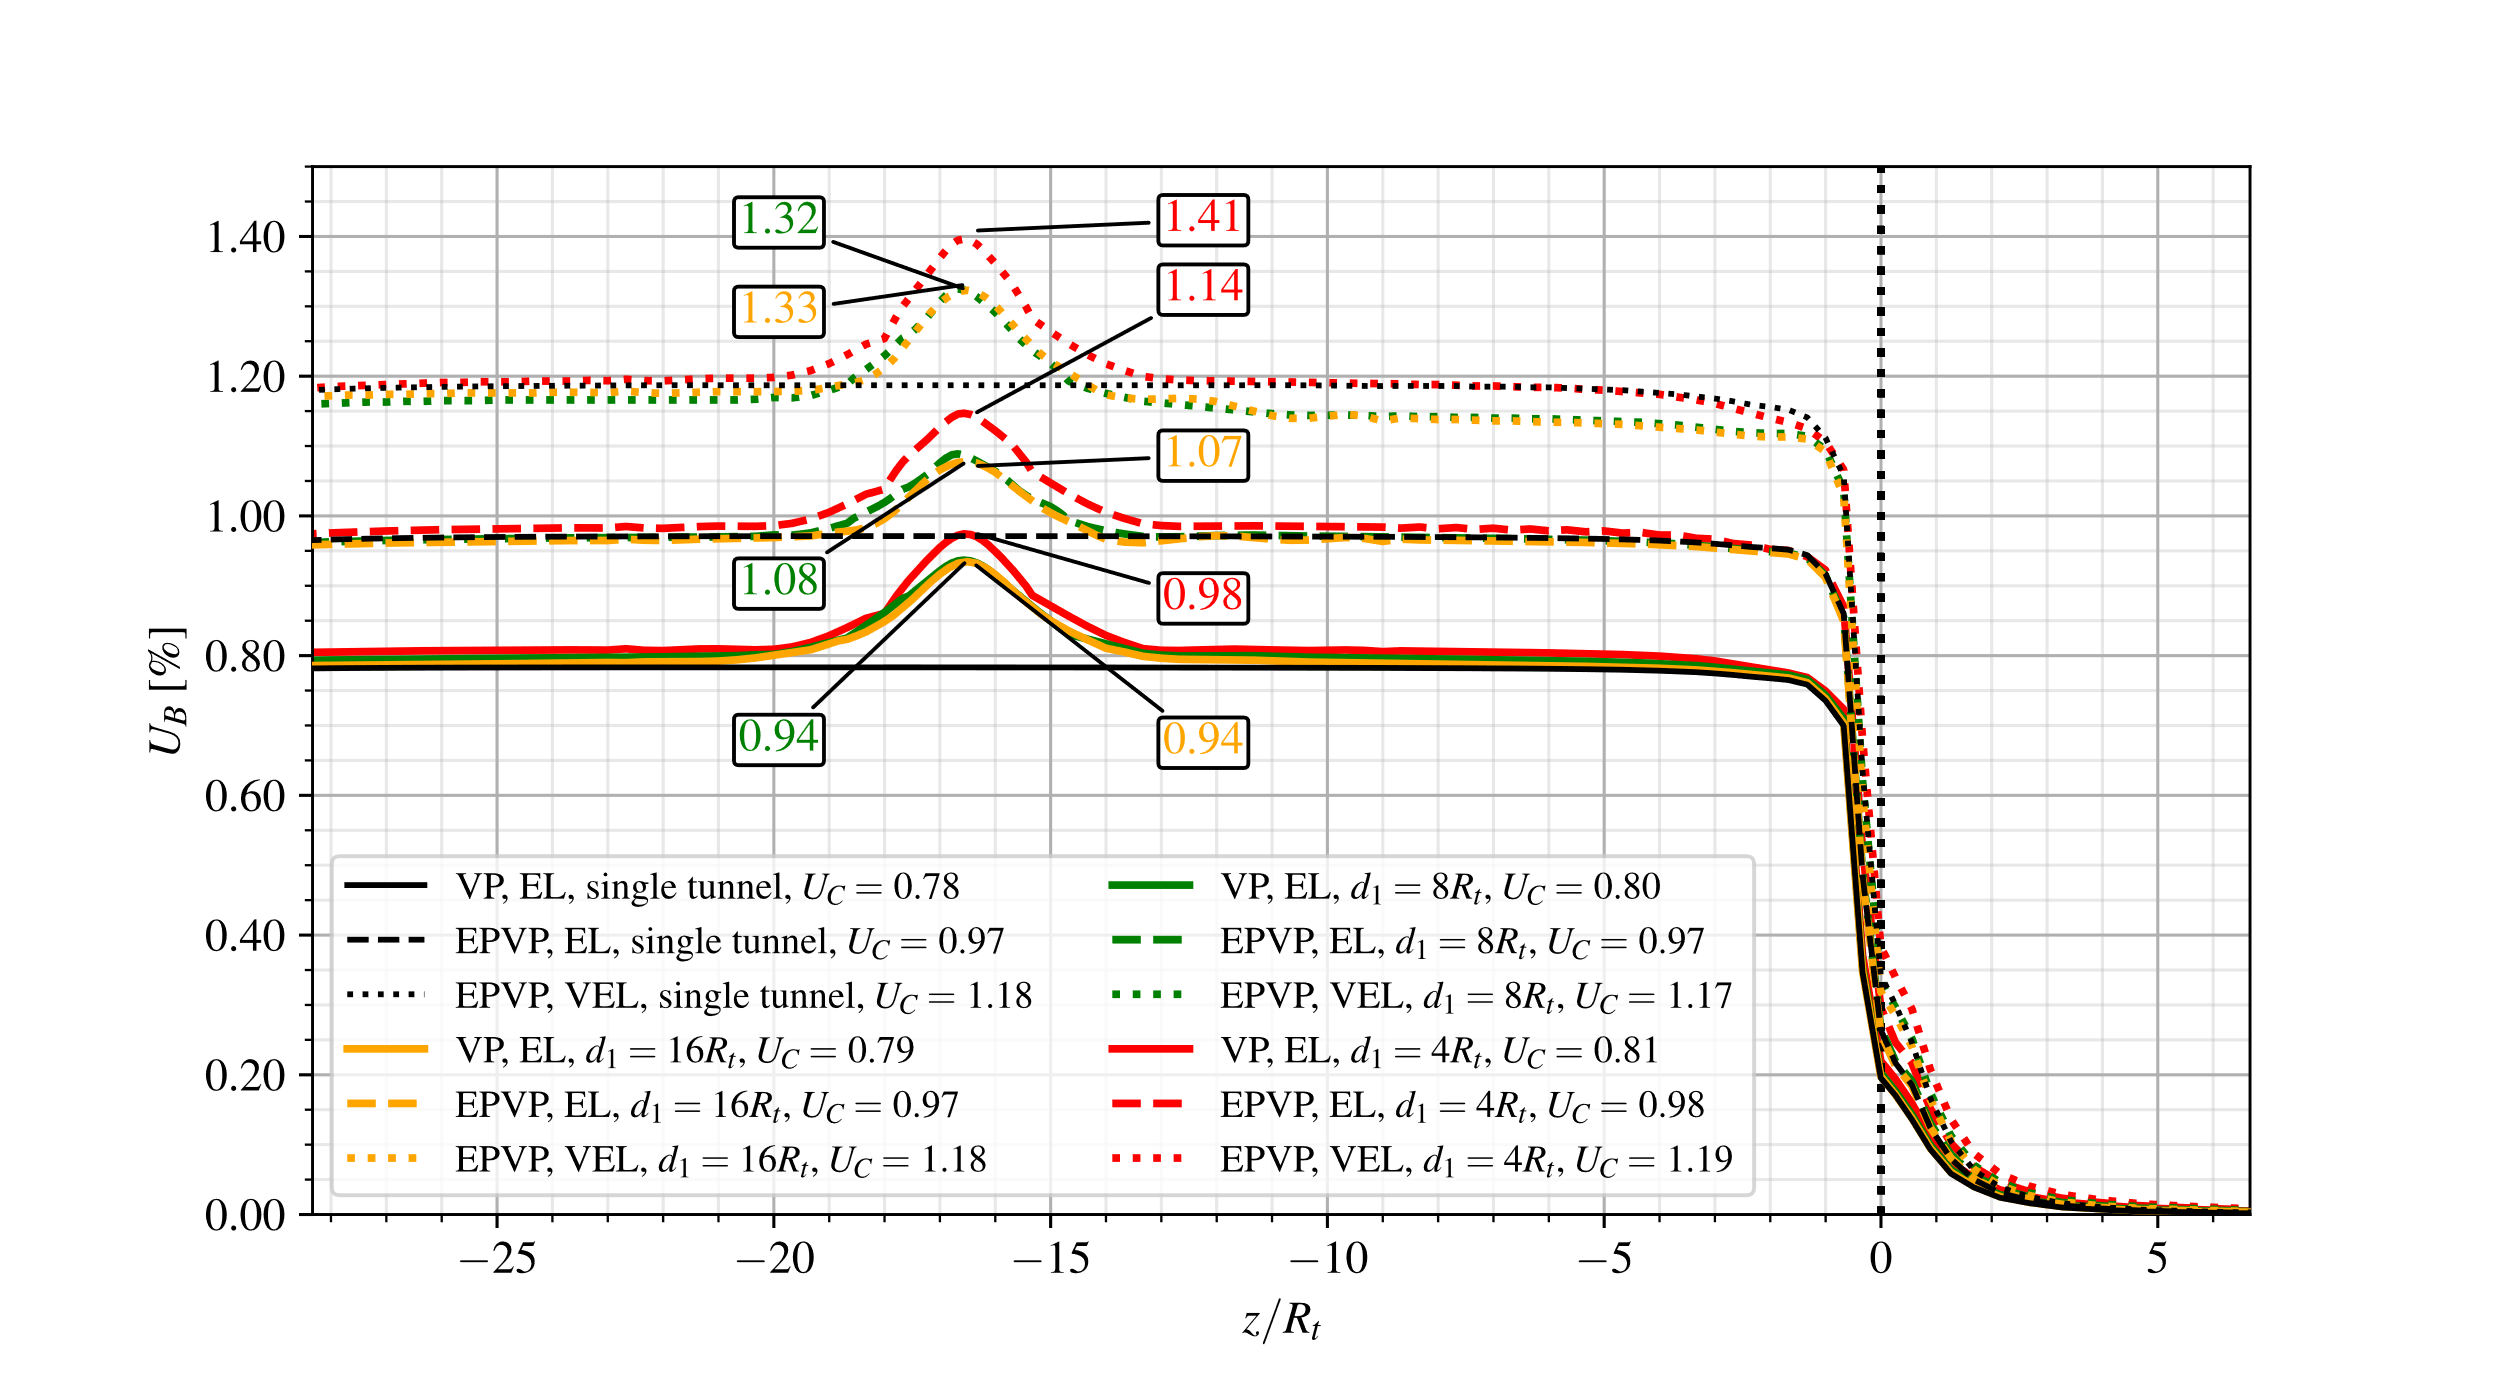 1.40
1.20
1.00
0.80
0.60
0.40
0.20
0.00
U_B [%]
1.32
1.33
1.41
1.14
1.07
1.08
0.98
0.94
0.94
VP, EL, single tunnel, U_C = 0.78
EPVP, EL, single tunnel, U_C = 0.97
EPVP, VEL, single tunnel, U_C = 1.18
VP, EL, d_1 = 16R_t, U_C = 0.79
EPVP, EL, d_1 = 16R_t, U_C = 0.97
EPVP, VEL, d_1 = 16R_t, U_C = 1.18
VP, EL, d_1 = 8R_t, U_C = 0.80
EPVP, EL, d_1 = 8R_t, U_C = 0.97
EPVP, VEL, d_1 = 8R_t, U_C = 1.17
VP, EL, d_1 = 4R_t, U_C = 0.81
EPVP, EL, d_1 = 4R_t, U_C = 0.98
EPVP, VEL, d_1 = 4R_t, U_C = 1.19
−25 −20 −15 −10 −5 0 5
z/R_t